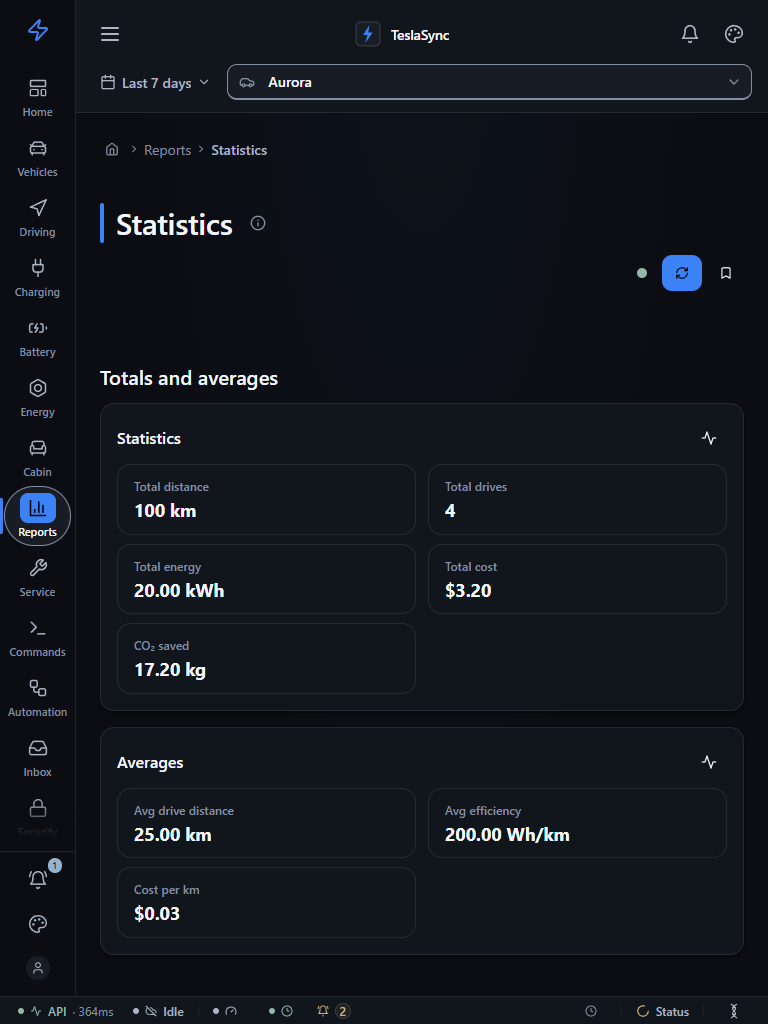 TeslaSync
Last 7 days
Aurora
Home
Vehicles
Driving
Charging
Battery
Energy
Cabin
Reports
Service
Commands
Automation
Inbox
Security
1
Reports > Statistics
Statistics
Totals and averages
Statistics
Total distance
100 km
Total drives
4
Total energy
20.00 kWh
Total cost
$3.20
CO₂ saved
17.20 kg
Averages
Avg drive distance
25.00 km
Avg efficiency
200.00 Wh/km
Cost per km
$0.03
API · 364ms
Idle
2
Status